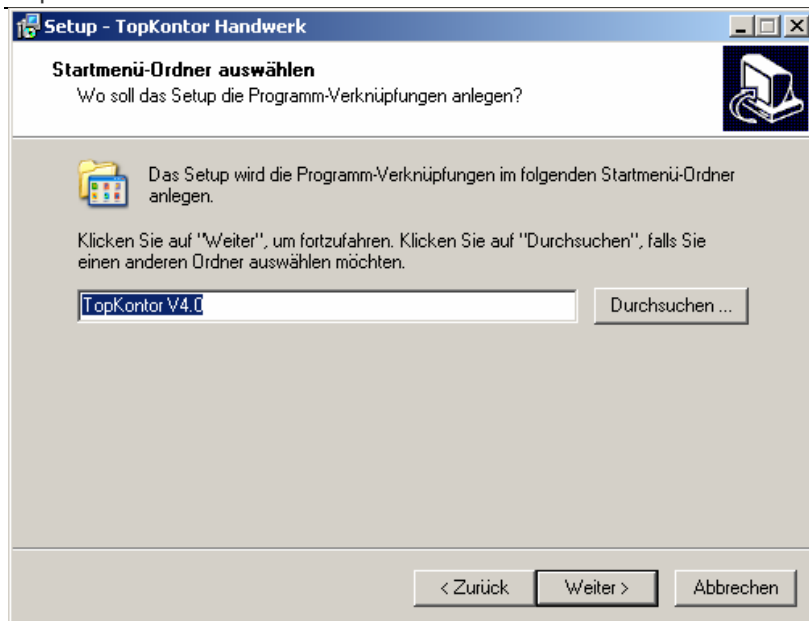 Setup - TopKontor Handwerk
Startmenü-Ordner auswählen
Wo soll das Setup die Programm-Verknüpfungen anlegen?
Das Setup wird die Programm-Verknüpfungen im folgenden Startmenü-Ordner
anlegen.
Klicken Sie auf "Weiter", um fortzufahren. Klicken Sie auf "Durchsuchen", falls Sie
einen anderen Ordner auswählen möchten.
TopKontor V4.0
Durchsuchen ...
< Zurück
Weiter >
Abbrechen